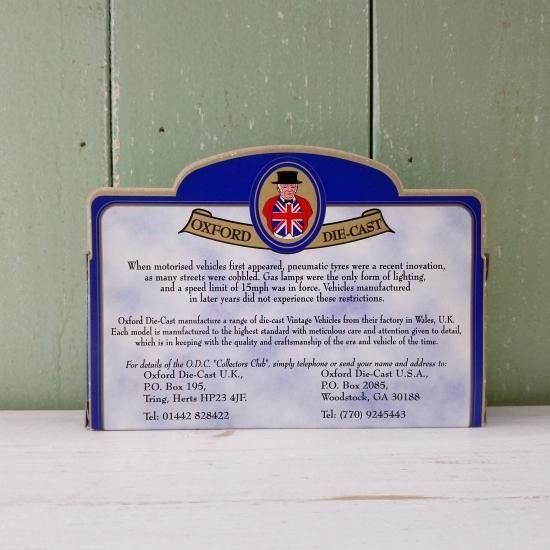 OXFORD DIE-CAST
When motorised vehicles first appeared, pneumatic tyres were a recent inovation,
as many streets were cobbled. Gas lamps were the only form of lighting,
and a speed limit of 15mph was in force. Vehicles manufactured
in later years did not experience these restrictions.
Oxford Die-Cast manufacture a range of die-cast Vintage Vehicles from their factory in Wales, U.K.
Each model is manufactured to the highest standard with meticulous care and attention given to detail,
which is in keeping with the quality and craftsmanship of the era and vehicle of the time.
For details of the O.D.C. "Collectors Club", simply telephone or send your name and address to:
Oxford Die-Cast U.K.,
P.O. Box 195,
Tring, Herts HP23 4JF.
Tel: 01442 828422
Oxford Die-Cast U.S.A.,
P.O. Box 2085,
Woodstock, GA 30188
Tel: (770) 9245443